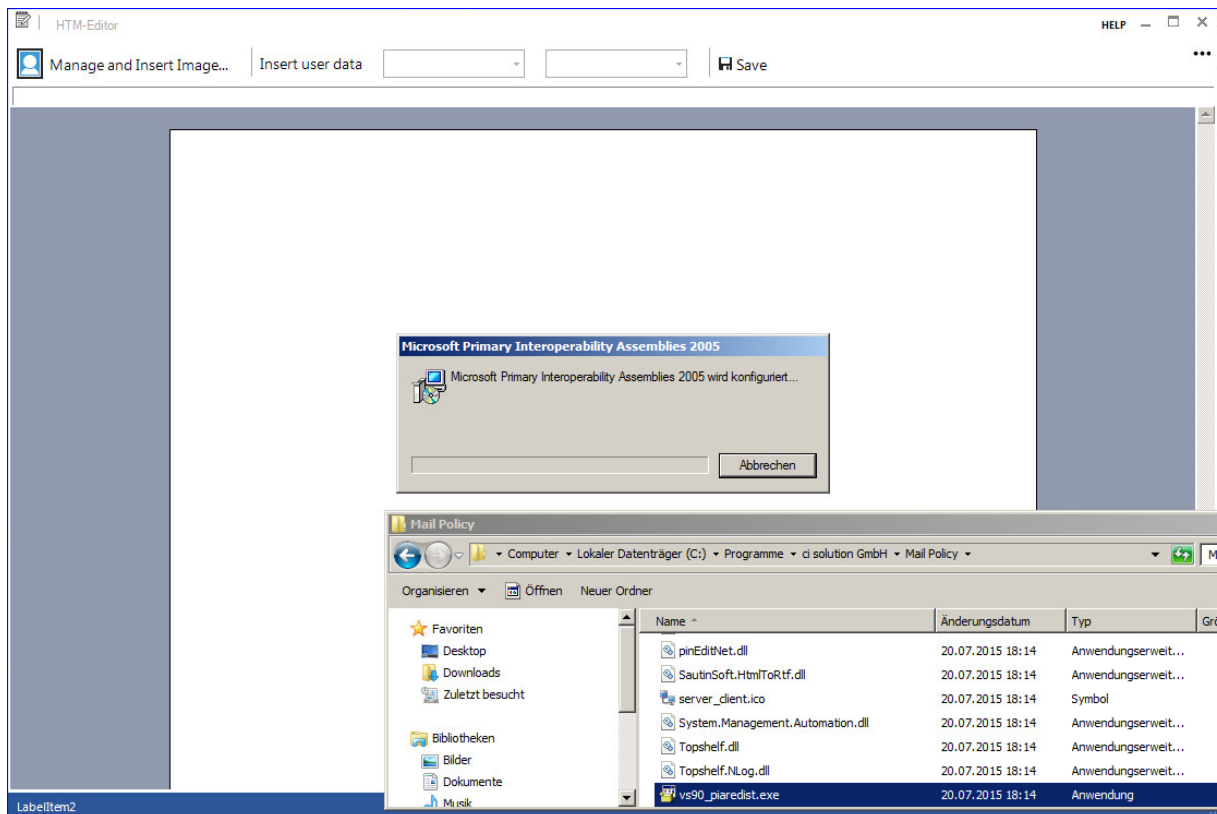 HTM-Editor
HELP
Manage and Insert Image...
Insert user data
Save
Microsoft Primary Interoperability Assemblies 2005
Microsoft Primary Interoperability Assemblies 2005 wird konfiguriert...
Abbrechen
Mail Policy
Computer
Lokaler Datenträger (C:)
Programme
ci solution GmbH
Mail Policy
M
Organisieren
Öffnen
Neuer Ordner
Favoriten
Desktop
Downloads
Zuletzt besucht
Bibliotheken
Bilder
Dokumente
Musik
Name
Änderungsdatum
Typ
Grö
pinEditNet.dll 20.07.2015 18:14 Anwendungserweit...
SautinSoft.HtmlToRtf.dll 20.07.2015 18:14 Anwendungserweit...
server_client.ico 20.07.2015 18:14 Symbol
System.Management.Automation.dll 20.07.2015 18:14 Anwendungserweit...
Topshelf.dll 20.07.2015 18:14 Anwendungserweit...
Topshelf.NLog.dll 20.07.2015 18:14 Anwendungserweit...
vs90_piaredist.exe 20.07.2015 18:14 Anwendung
LabelItem2